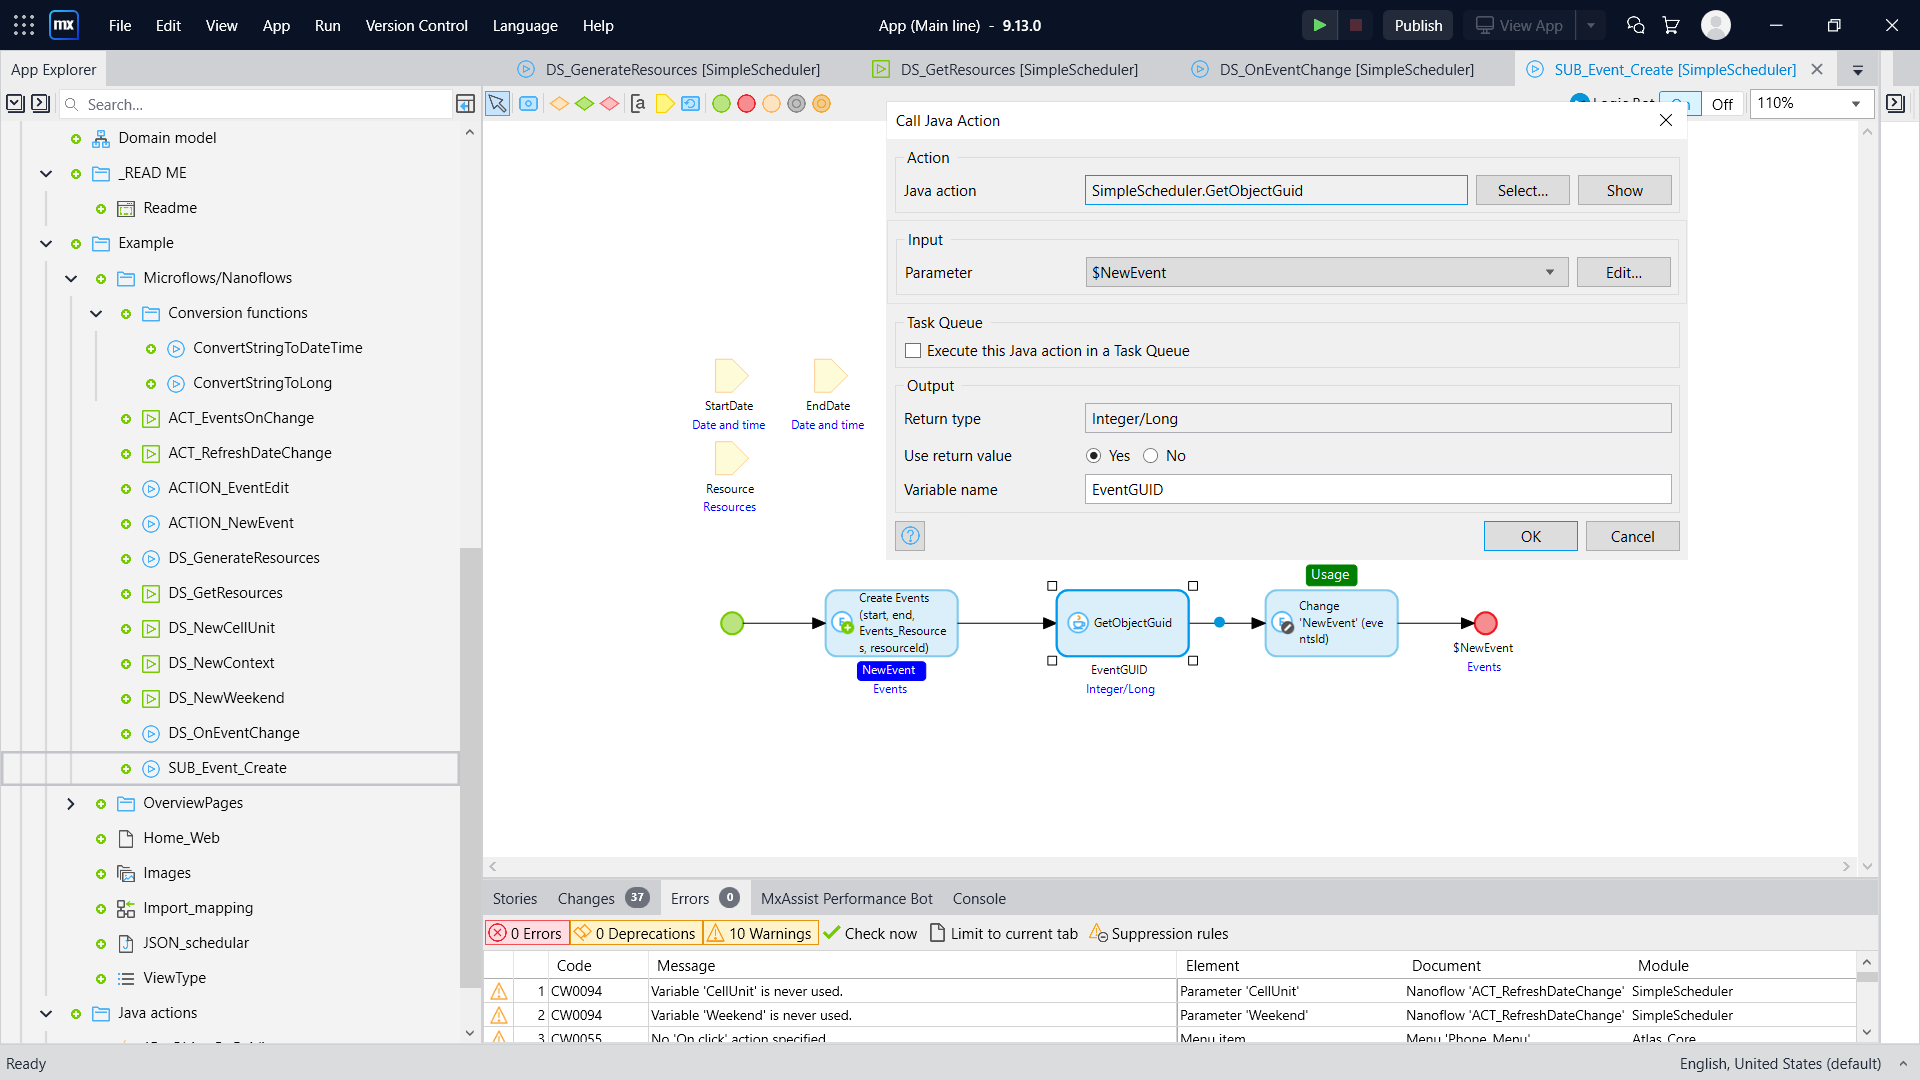 mx File Edit View App Run Version Control Language Help
App (Main line) - 9.13.0
Publish View App
App Explorer
DS_GenerateResources [SimpleScheduler]
DS_GetResources [SimpleScheduler]
DS_OnEventChange [SimpleScheduler]
SUB_Event_Create [SimpleScheduler]
Search...
Off
110%
Domain model
_READ ME
Readme
Example
Microflows/Nanoflows
Conversion functions
ConvertStringToDateTime
ConvertStringToLong
ACT_EventsOnChange
ACT_RefreshDateChange
ACTION_EventEdit
ACTION_NewEvent
DS_GenerateResources
DS_GetResources
DS_NewCellUnit
DS_NewContext
DS_NewWeekend
DS_OnEventChange
SUB_Event_Create
OverviewPages
Home_Web
Images
Import_mapping
JSON_schedular
ViewType
Java actions
StartDate
Date and time
EndDate
Date and time
Resource
Resources
Call Java Action
Action
Java action
SimpleScheduler.GetObjectGuid
Select...
Show
Input
Parameter
$NewEvent
Edit...
Task Queue
Execute this Java action in a Task Queue
Output
Return type
Integer/Long
Use return value
Yes
No
Variable name
EventGUID
?
OK
Cancel
Create Events
(start, end,
Events_Resource
s, resourceId)
NewEvent
Events
GetObjectGuid
EventGUID
Integer/Long
Usage
Change
'NewEvent' (eve
ntsId)
$NewEvent
Events
Stories
Changes 37
Errors 0
MxAssist Performance Bot
Console
0 Errors
0 Deprecations
10 Warnings
Check now
Limit to current tab
Suppression rules
Code Message Element Document Module
1 CW0094 Variable 'CellUnit' is never used. Parameter 'CellUnit' Nanoflow 'ACT_RefreshDateChange' SimpleScheduler
2 CW0094 Variable 'Weekend' is never used. Parameter 'Weekend' Nanoflow 'ACT_RefreshDateChange' SimpleScheduler
3 CW0055 No 'On click' action specified Menu item Menu 'Phone_Menu' Atlas_Core
Ready
English, United States (default)